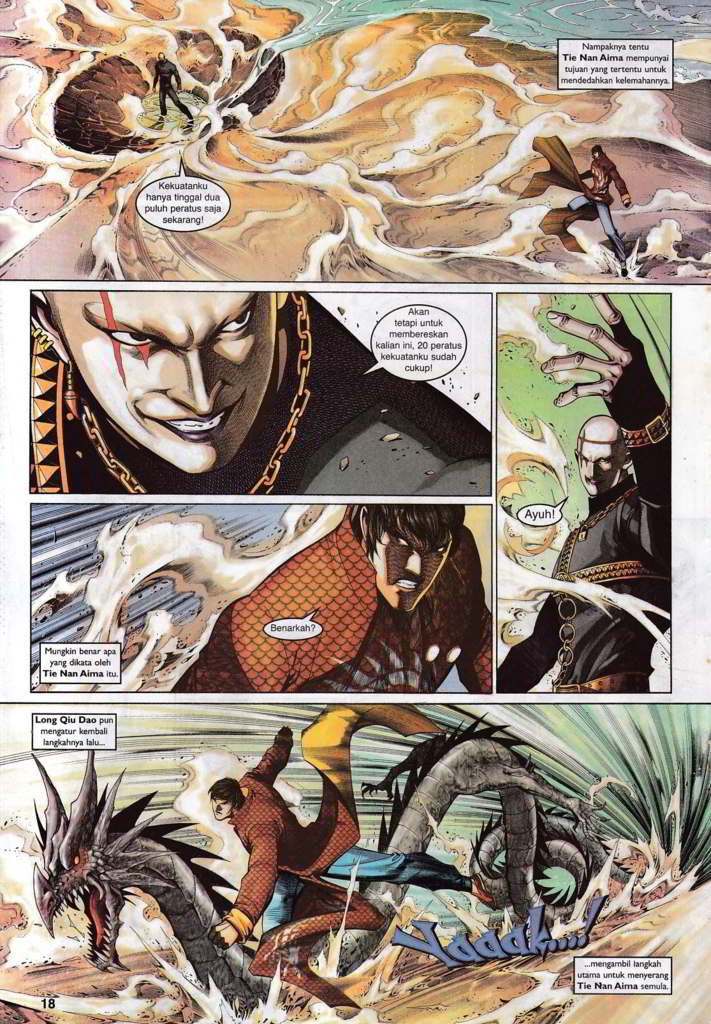 Nampaknya tentu
Tie Nan Aima mempunyai
tujuan yang tertentu untuk
mendedahkan kelemahannya.
Kekuatanku
hanya tinggal dua
puluh peratus saja
sekarang!
Akan
tetapi untuk
membereskan
kalian ini, 20 peratus
kekuatanku sudah
cukup!
Ayuh!
Benarkah?
Mungkin benar apa
yang dikata oleh
Tie Nan Aima itu.
Long Qiu Dao pun
mengatur kembali
langkahnya lalu...
Yaaak....!
...mengambil langkah
utama untuk menyerang
Tie Nan Aima semula.
18